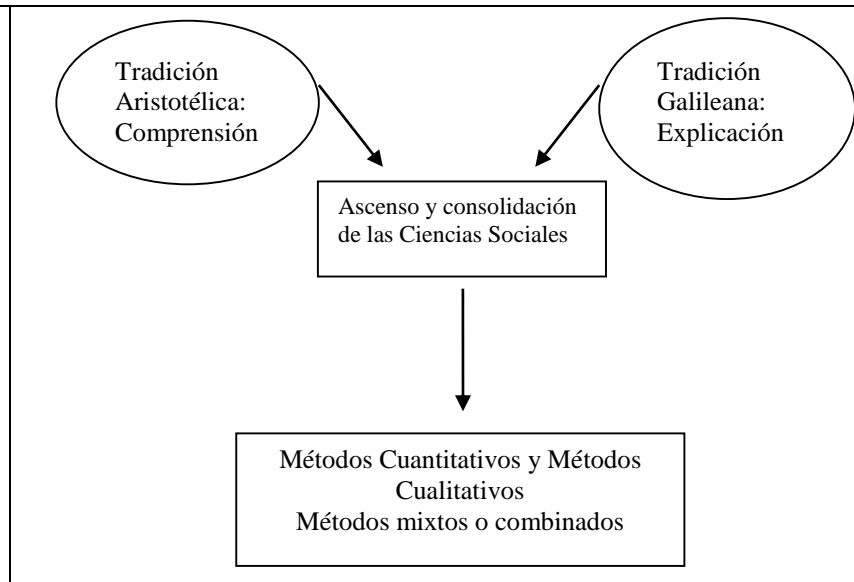 Tradición
Aristotélica:
Comprensión
Tradición
Galileana:
Explicación
Ascenso y consolidación
de las Ciencias Sociales
Métodos Cuantitativos y Métodos
Cualitativos
Métodos mixtos o combinados